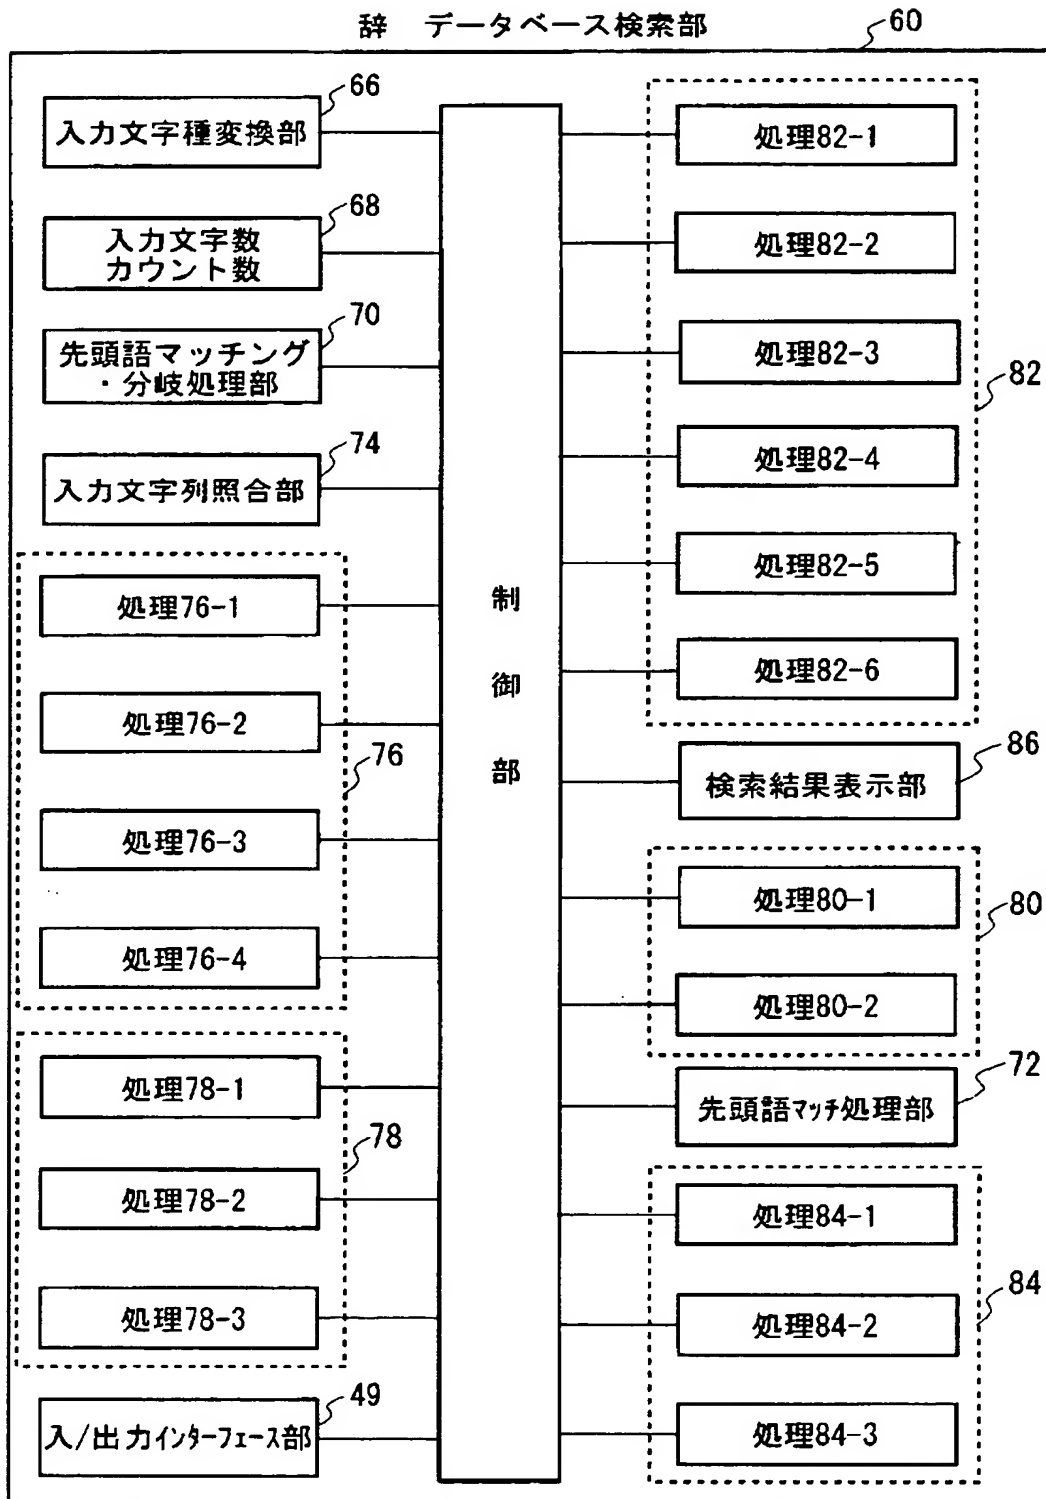 辞 データベース検索部
60
66
入力文字種変換部
68
入力文字数
カウント数
70
先頭語マッチング
・分岐処理部
74
入力文字列照合部
処理76-1
処理76-2
76
処理76-3
処理76-4
処理78-1
78
処理78-2
処理78-3
49
入/出力インターフェース部
制
御
部
処理82-1
処理82-2
処理82-3
82
処理82-4
処理82-5
処理82-6
86
検索結果表示部
処理80-1
80
処理80-2
72
先頭語マッチ処理部
処理84-1
84
処理84-2
処理84-3